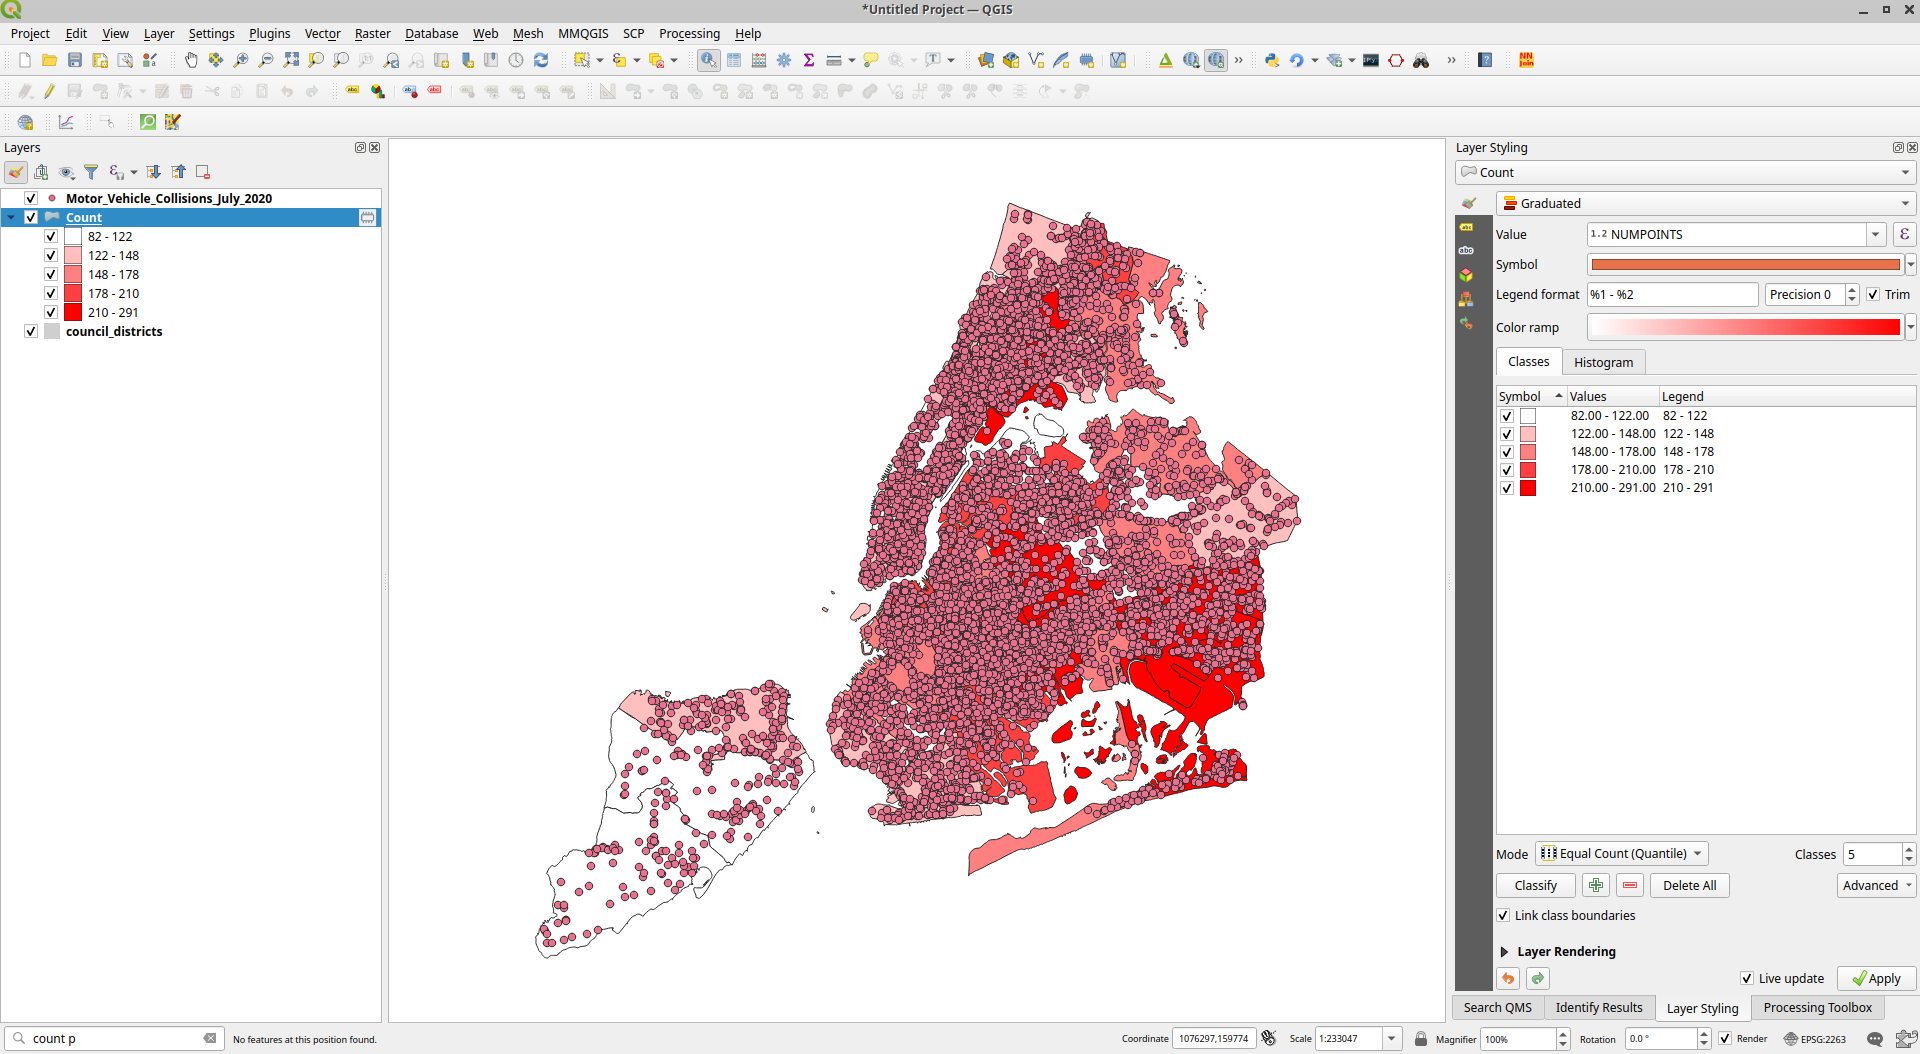 *Untitled Project — QGIS
Project Edit View Layer Settings Plugins Vector Raster Database Web Mesh MMQGIS SCP Processing Help
Layers
Motor_Vehicle_Collisions_July_2020
Count
82 - 122
122 - 148
148 - 178
178 - 210
210 - 291
council_districts
Layer Styling
Count
Graduated
Value 1.2 NUMPOINTS ε
Symbol
Legend format %1 - %2 Precision 0 Trim
Color ramp
Classes Histogram
Symbol Values Legend
82.00 - 122.00 82 - 122
122.00 - 148.00 122 - 148
148.00 - 178.00 148 - 178
178.00 - 210.00 178 - 210
210.00 - 291.00 210 - 291
Mode Equal Count (Quantile) Classes 5
Classify Delete All Advanced
Link class boundaries
Layer Rendering
Live update Apply
Search QMS Identify Results Layer Styling Processing Toolbox
count p No features at this position found. Coordinate 1076297,159774 Scale 1:233047 Magnifier 100% Rotation 0.0 ° Render EPSG:2263